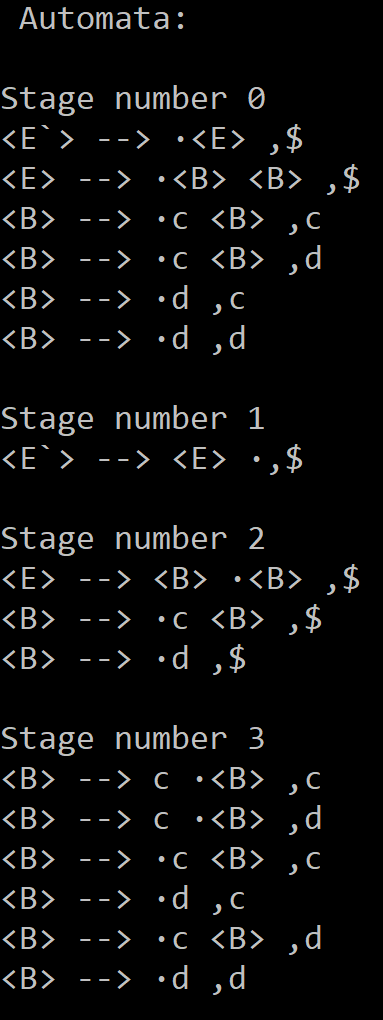 Automata:
Stage number 0
<E`> --> ·<E> ,$
<E> --> ·<B> <B> ,$
<B> --> ·c <B> ,c
<B> --> ·c <B> ,d
<B> --> ·d ,c
<B> --> ·d ,d
Stage number 1
<E`> --> <E> ·,$
Stage number 2
<E> --> <B> ·<B> ,$
<B> --> ·c <B> ,$
<B> --> ·d ,$
Stage number 3
<B> --> c ·<B> ,c
<B> --> c ·<B> ,d
<B> --> ·c <B> ,c
<B> --> ·d ,c
<B> --> ·c <B> ,d
<B> --> ·d ,d